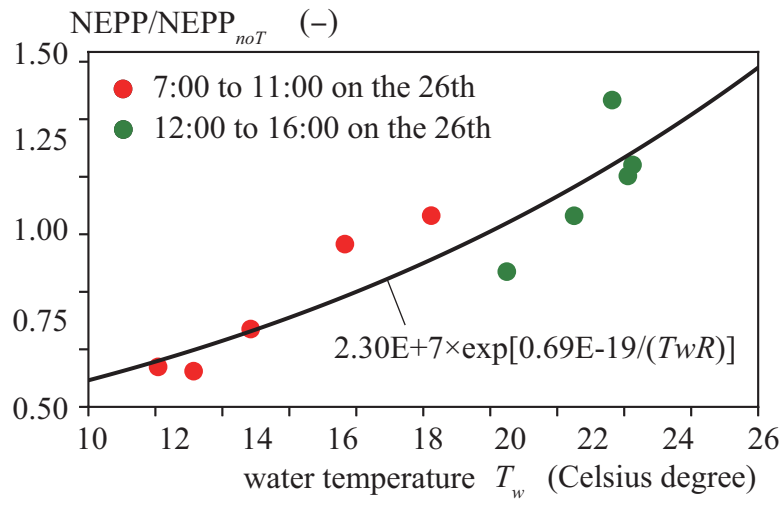 NEPP/NEPP_noT (–)
1.50
7:00 to 11:00 on the 26th
12:00 to 16:00 on the 26th
1.25
1.00
0.75
2.30E+7×exp[0.69E-19/(TwR)]
0.50
10 12 14 16 18 20 22 24 26
water temperature T_w (Celsius degree)